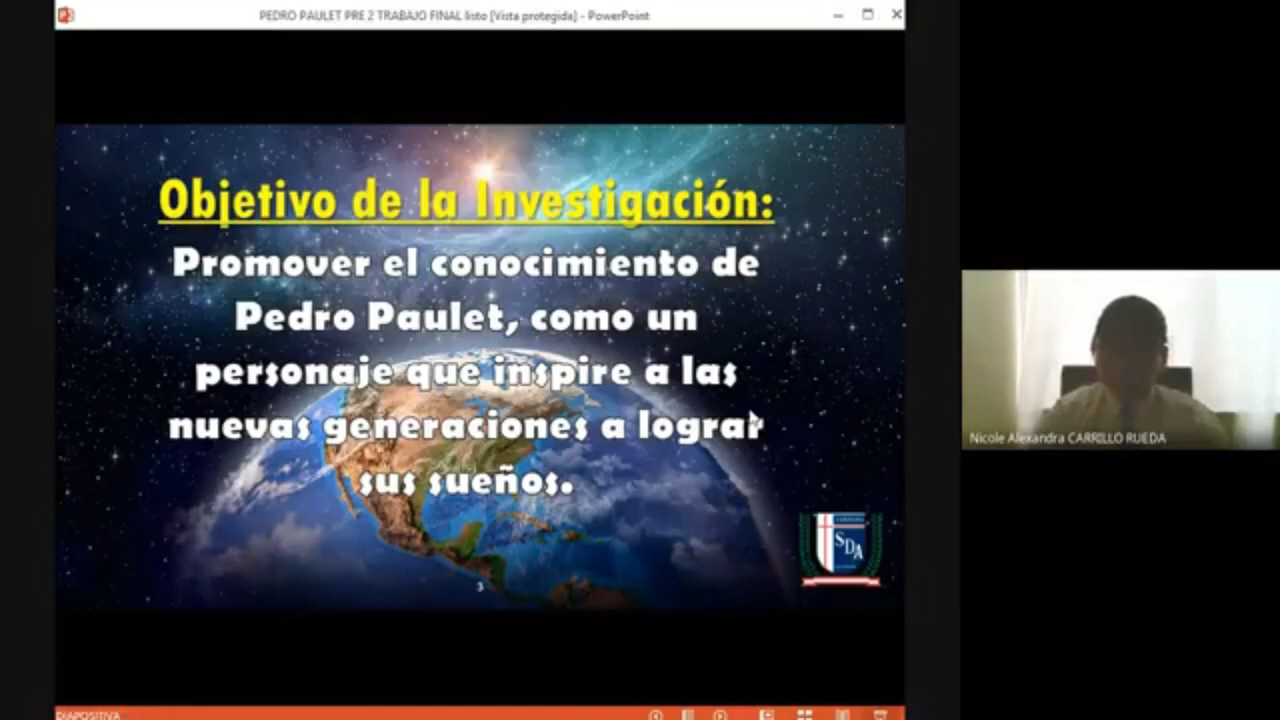 PEDRO PAULET PRE 2 TRABAJO FINAL listo [Vista protegida] - PowerPoint
Objetivo de la Investigación:
Promover el conocimiento de
Pedro Paulet, como un
personaje que inspire a las
nuevas generaciones a lograr
sus sueños.
SDA
3
Nicole Alexandra CARRILLO RUEDA
DIAPOSITIVA